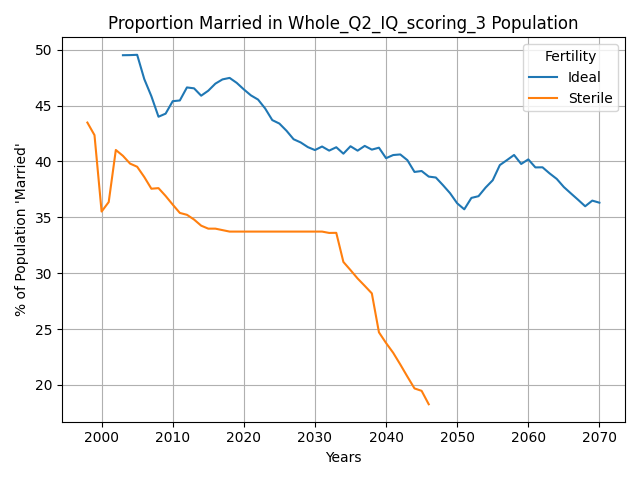 Proportion Married in Whole_Q2_IQ_scoring_3 Population
% of Population 'Married'
50
45
40
35
30
25
20
Fertility
Ideal
Sterile
2000 2010 2020 2030 2040 2050 2060 2070
Years